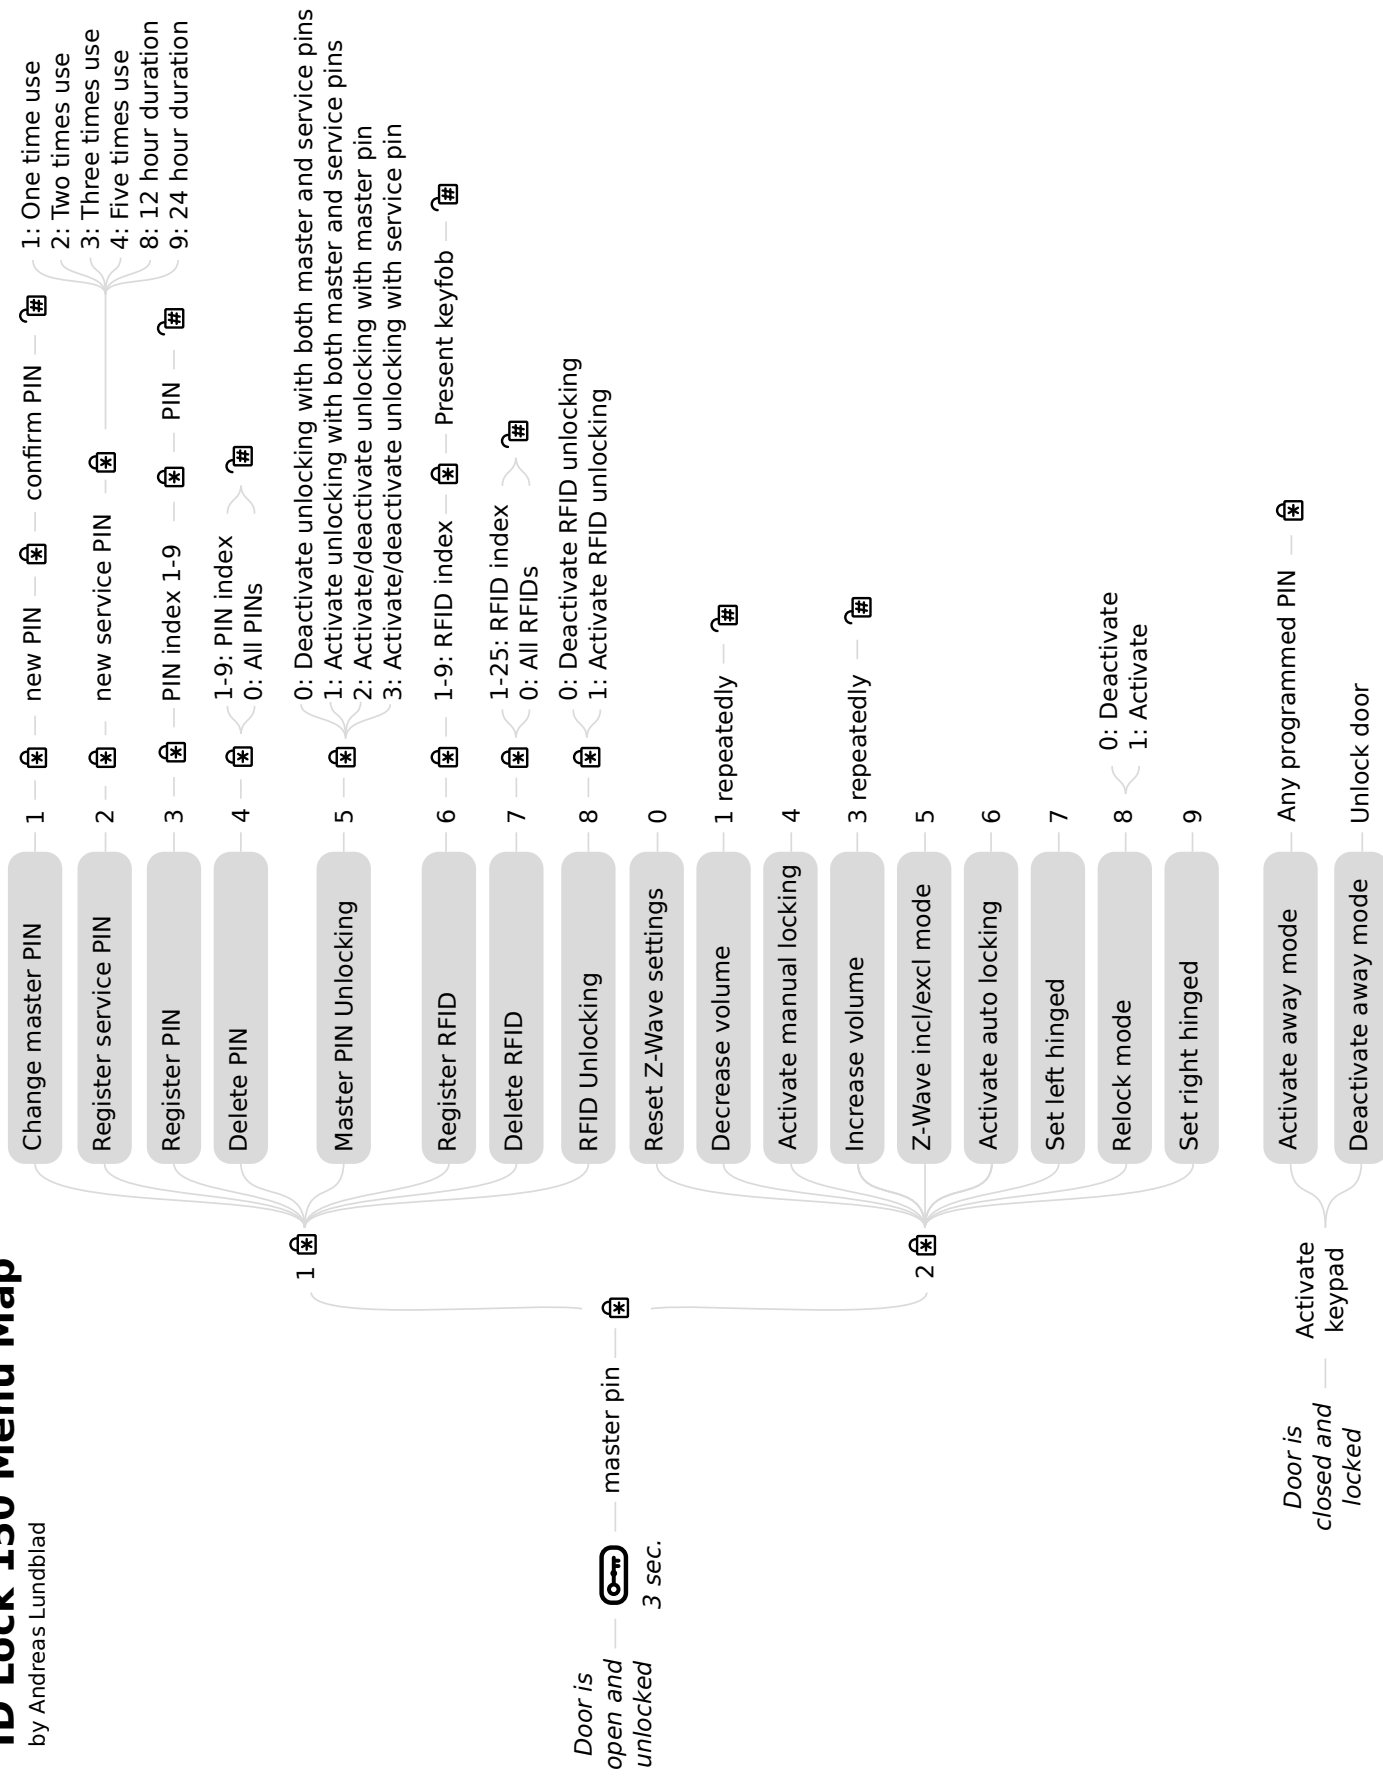 ID Lock 150 Menu Map
by Andreas Lundblad
Door is
open and
unlocked
3 sec.
master pin
*
1 *
Change master PIN 1 * new PIN * confirm PIN #
Register service PIN 2 * new service PIN *
1: One time use
2: Two times use
3: Three times use
4: Five times use
8: 12 hour duration
9: 24 hour duration
Register PIN 3 * PIN index 1-9 * PIN #
Delete PIN 4 *
1-9: PIN index
0: All PINs
#
Master PIN Unlocking 5 *
0: Deactivate unlocking with both master and service pins
1: Activate unlocking with both master and service pins
2: Activate/deactivate unlocking with master pin
3: Activate/deactivate unlocking with service pin
Register RFID 6 * 1-9: RFID index * Present keyfob #
Delete RFID 7 *
1-25: RFID index
0: All RFIDs
#
RFID Unlocking 8 *
0: Deactivate RFID unlocking
1: Activate RFID unlocking
2 *
Reset Z-Wave settings 0
Decrease volume 1 repeatedly #
Activate manual locking 4
Increase volume 3 repeatedly #
Z-Wave incl/excl mode 5
Activate auto locking 6
Set left hinged 7
Relock mode 8
0: Deactivate
1: Activate
Set right hinged 9
Door is
closed and
locked
Activate
keypad
Activate away mode Any programmed PIN *
Deactivate away mode Unlock door